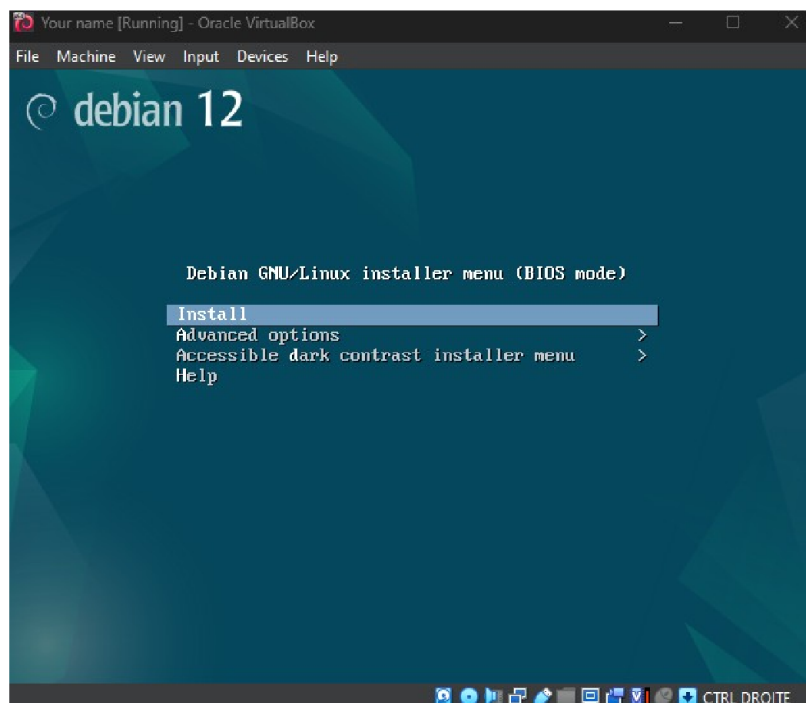 Your name [Running] - Oracle VirtualBox
File Machine View Input Devices Help
debian 12
Debian GNU/Linux installer menu (BIOS mode)
Install
Advanced options >
Accessible dark contrast installer menu >
Help
CTRL DROITE